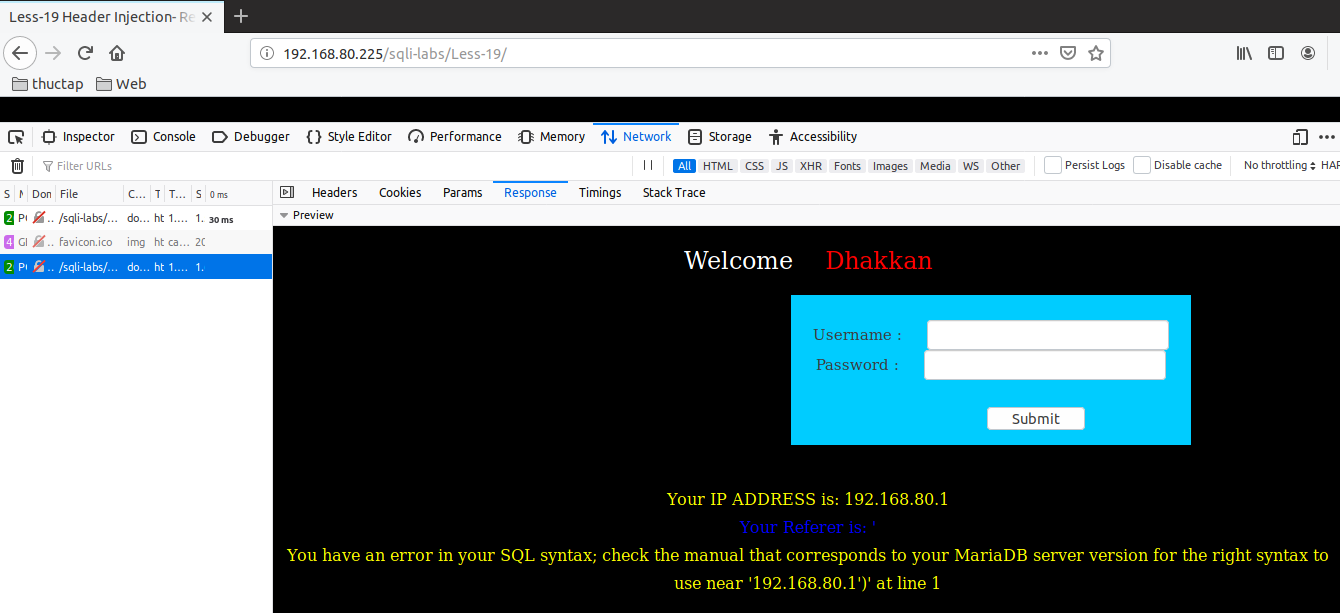 Less-19 Header Injection- Re
192.168.80.225/sqli-labs/Less-19/
thuctap Web
Inspector Console Debugger Style Editor Performance Memory Network Storage Accessibility
Filter URLs All HTML CSS JS XHR Fonts Images Media WS Other Persist Logs Disable cache No throttling HAR
S Dom File C... T T... S 0 ms Headers Cookies Params Response Timings Stack Trace
2 .. /sqli-labs/... do... ht 1.... 1. 30 ms
Preview
4 .. favicon.ico img ht ca... 20
2 .. /sqli-labs/... do... ht 1.... 1.
Welcome Dhakkan
Username :
Password :
Submit
Your IP ADDRESS is: 192.168.80.1
Your Referer is: '
You have an error in your SQL syntax; check the manual that corresponds to your MariaDB server version for the right syntax to
use near '192.168.80.1')' at line 1